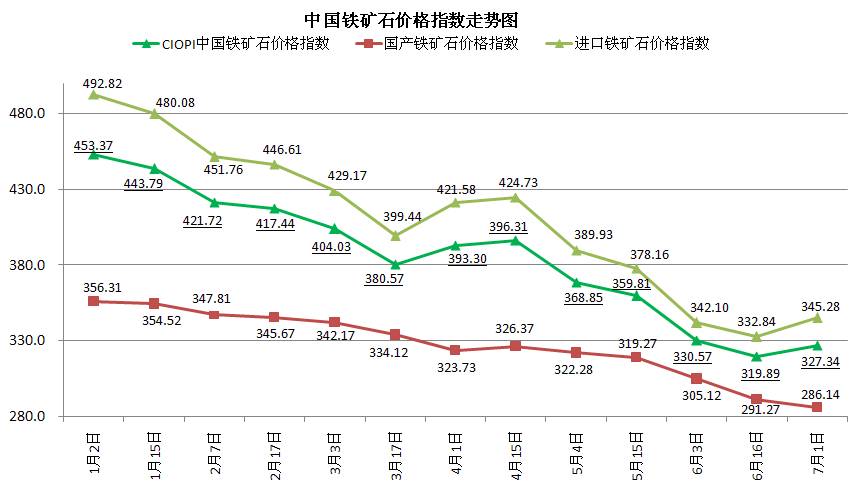 中国铁矿石价格指数走势图
CIOPI中国铁矿石价格指数 国产铁矿石价格指数 进口铁矿石价格指数
480.0
430.0
380.0
330.0
280.0
492.82 480.08 451.76 446.61 429.17 399.44 421.58 424.73 389.93 378.16 342.10 332.84 345.28
453.37 443.79 421.72 417.44 404.03 380.57 393.30 396.31 368.85 359.81 330.57 319.89 327.34
356.31 354.52 347.81 345.67 342.17 334.12 323.73 326.37 322.28 319.27 305.12 291.27 286.14
1月2日 1月15日 2月7日 2月17日 3月3日 3月17日 4月1日 4月15日 5月4日 5月15日 6月3日 6月16日 7月1日